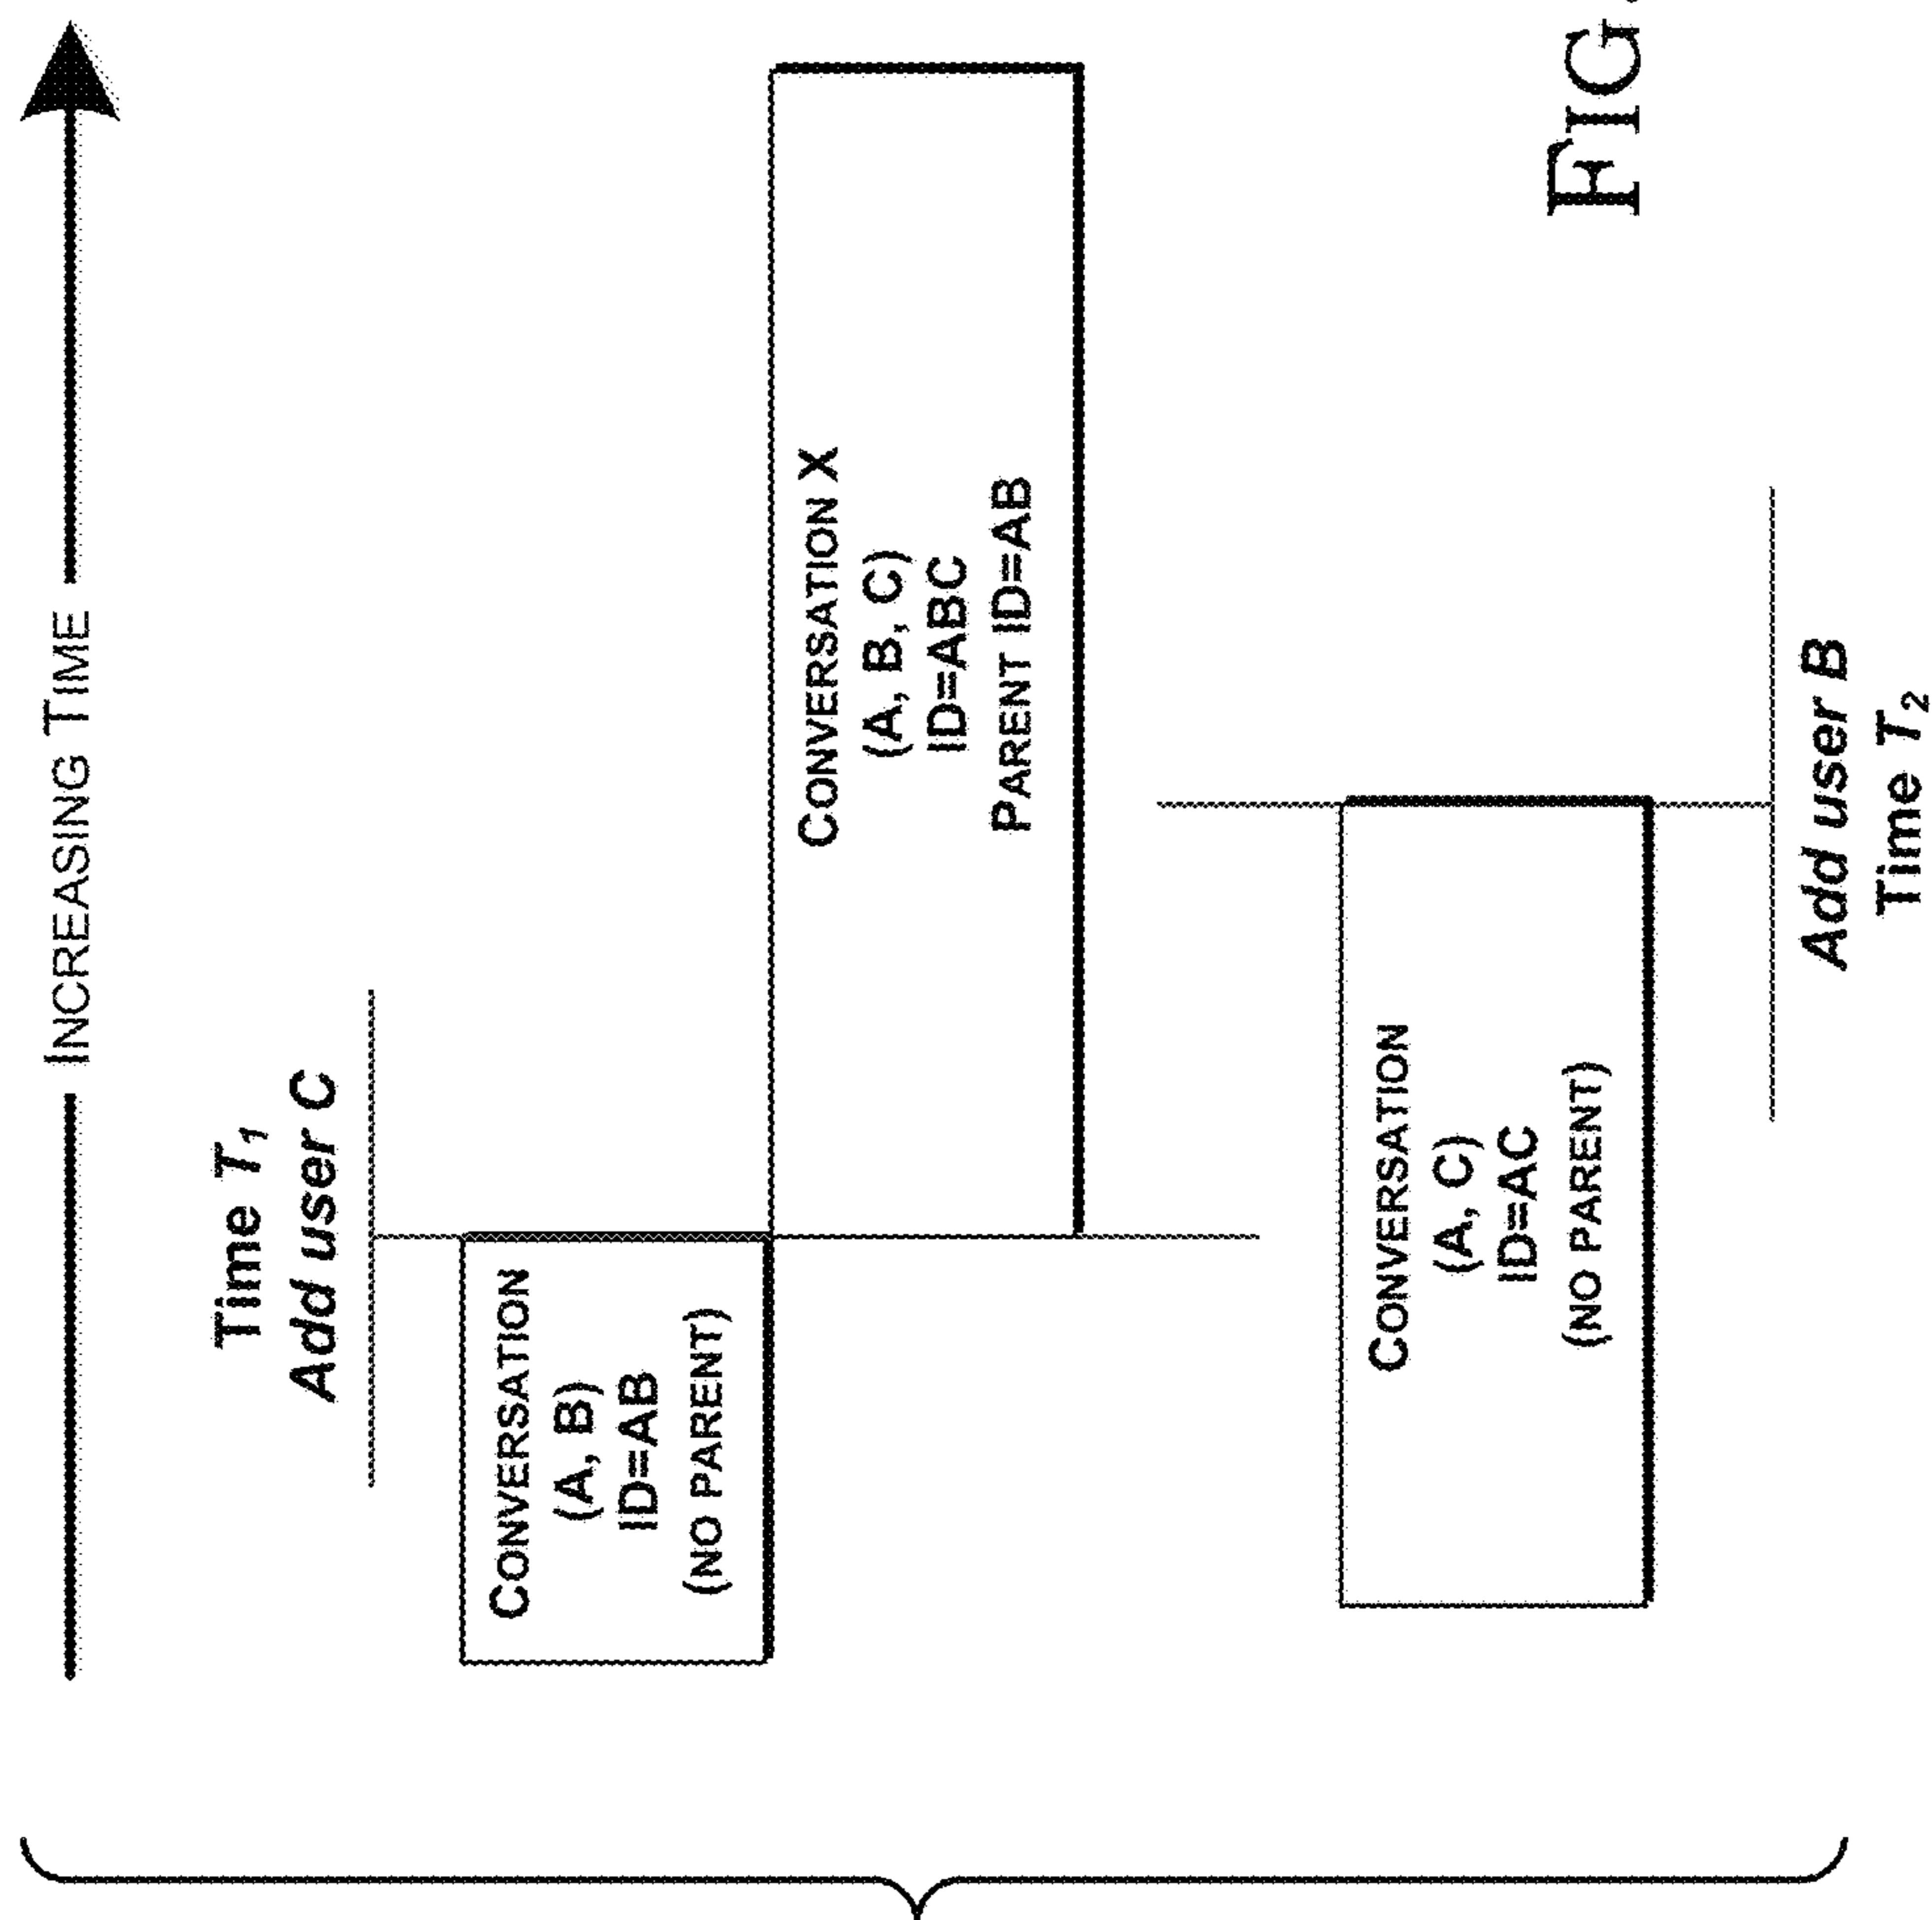 INCREASING TIME
Time T1
Add user C
CONVERSATION
(A, B)
ID=AB
(NO PARENT)
CONVERSATION X
(A, B, C)
ID=ABC
PARENT ID=AB
CONVERSATION
(A, C)
ID=AC
(NO PARENT)
Add user B
Time T2
FIG.